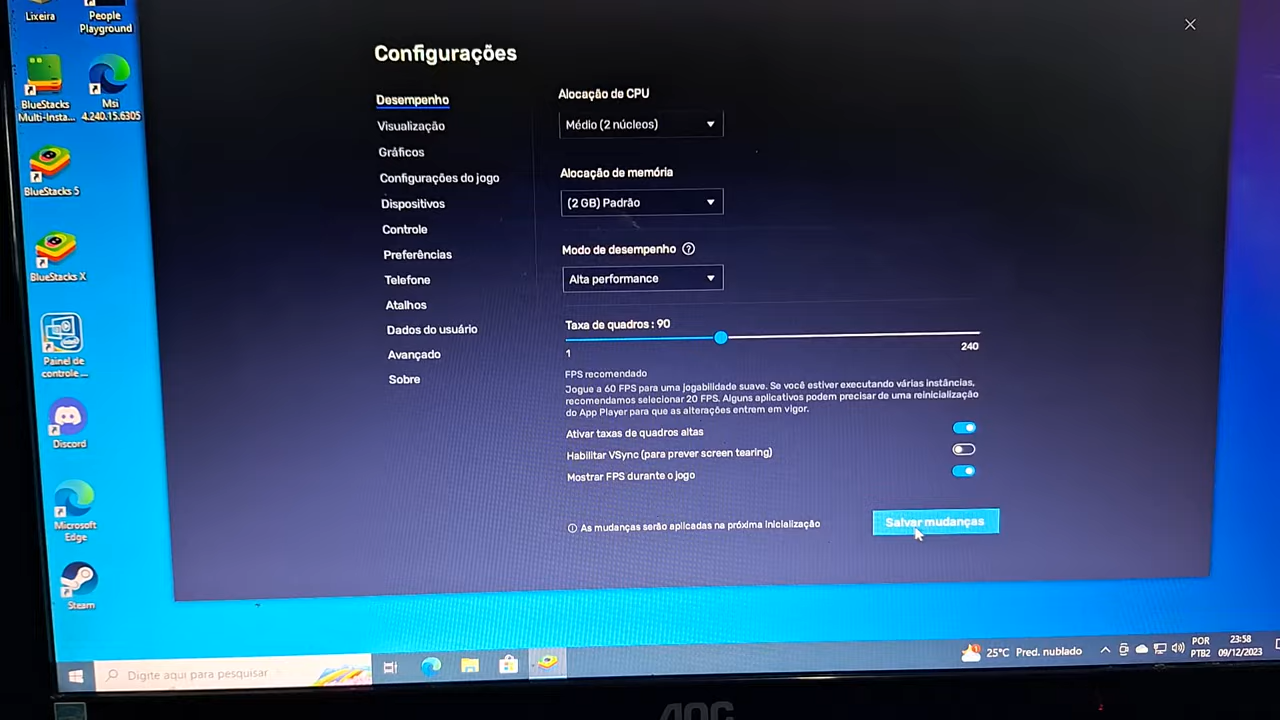 Lixeira
People
Playground
BlueStacks
Multi-Insta...
Msi
4.240.15.6305
BlueStacks 5
BlueStacks X
Painel de
controle ...
Discord
Microsoft
Edge
Steam
Configurações
Desempenho
Visualização
Gráficos
Configurações do jogo
Dispositivos
Controle
Preferências
Telefone
Atalhos
Dados do usuário
Avançado
Sobre
Alocação de CPU
Médio (2 núcleos)
Alocação de memória
(2 GB) Padrão
Modo de desempenho
Alta performance
Taxa de quadros : 90
1
240
FPS recomendado
Jogue a 60 FPS para uma jogabilidade suave. Se você estiver executando várias instâncias,
recomendamos selecionar 20 FPS. Alguns aplicativos podem precisar de uma reinicialização
do App Player para que as alterações entrem em vigor.
Ativar taxas de quadros altas
Habilitar VSync (para prever screen tearing)
Mostrar FPS durante o jogo
As mudanças serão aplicadas na próxima inicialização
Salvar mudanças
Digite aqui para pesquisar
25°C Pred. nublado
POR
PTB2
23:58
09/12/2023
AOC